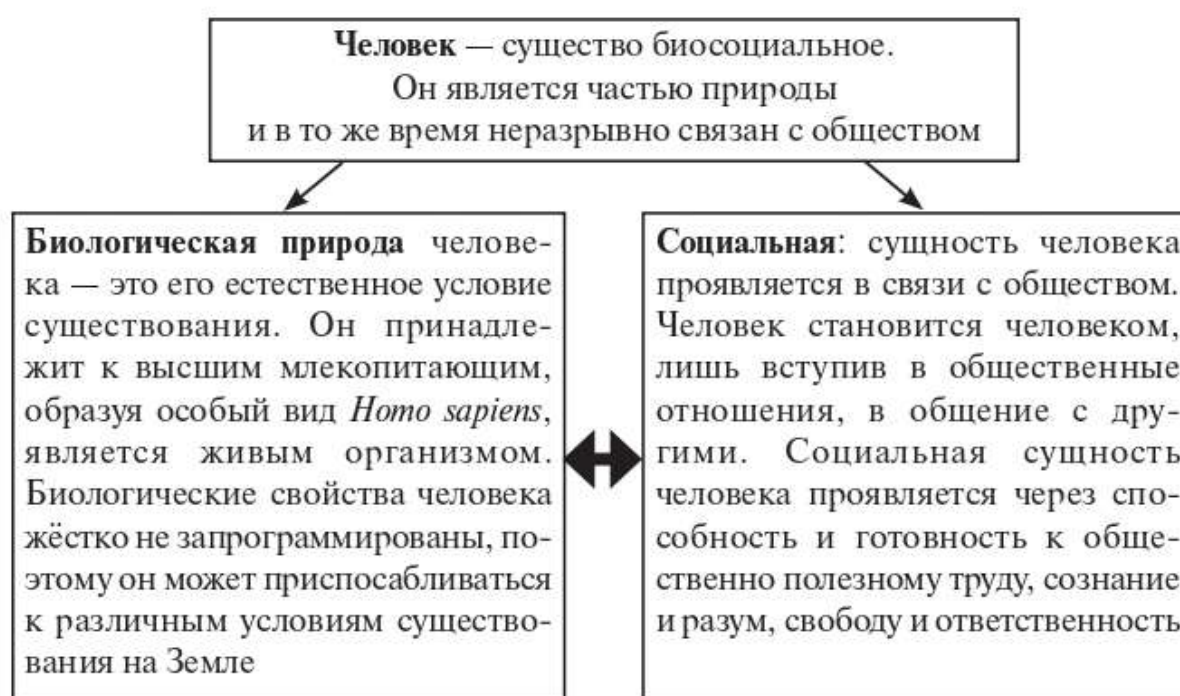 Человек — существо биосоциальное.
Он является частью природы
и в то же время неразрывно связан с обществом
Биологическая природа челове-
ка — это его естественное условие
существования. Он принадле-
жит к высшим млекопитающим,
образуя особый вид Homo sapiens,
является живым организмом.
Биологические свойства человека
жёстко не запрограммированы, по-
этому он может приспосабливаться
к различным условиям существо-
вания на Земле
Социальная: сущность человека
проявляется в связи с обществом.
Человек становится человеком,
лишь вступив в общественные
отношения, в общение с дру-
гими. Социальная сущность
человека проявляется через спо-
собность и готовность к обще-
ственно полезному труду, сознание
и разум, свободу и ответственность